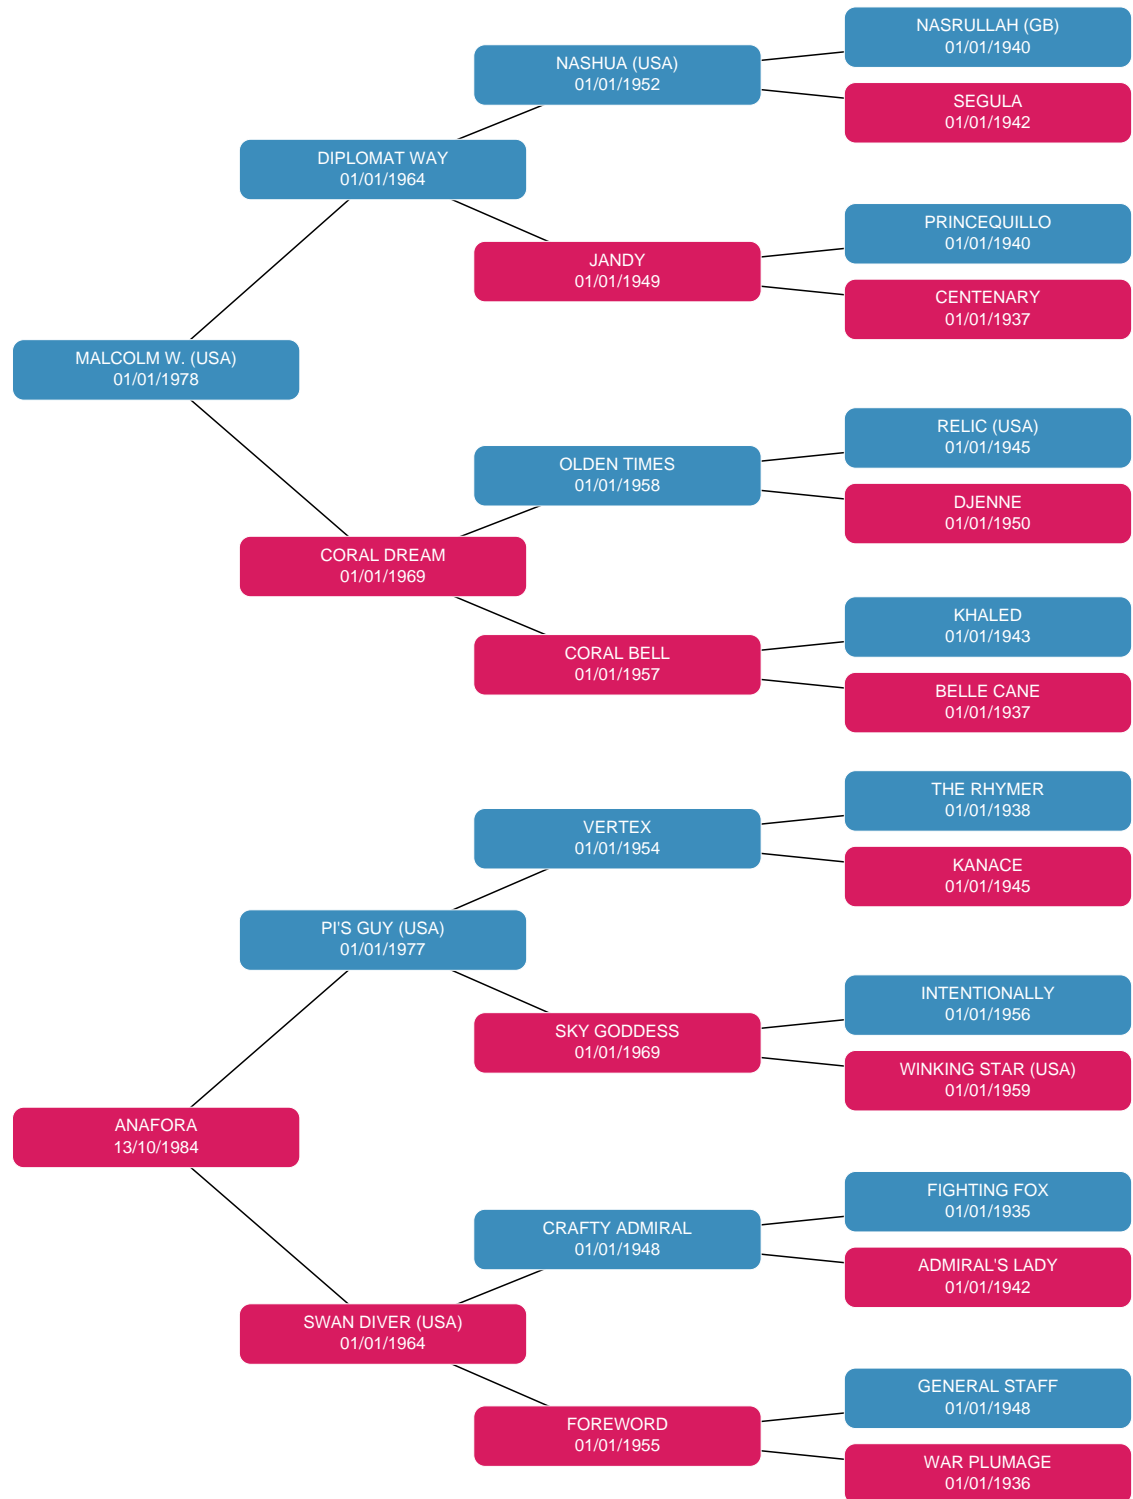 NASRULLAH (GB)
01/01/1940
NASHUA (USA)
01/01/1952
SEGULA
01/01/1942
DIPLOMAT WAY
01/01/1964
PRINCEQUILLO
01/01/1940
JANDY
01/01/1949
CENTENARY
01/01/1937
MALCOLM W. (USA)
01/01/1978
RELIC (USA)
01/01/1945
OLDEN TIMES
01/01/1958
DJENNE
01/01/1950
CORAL DREAM
01/01/1969
KHALED
01/01/1943
CORAL BELL
01/01/1957
BELLE CANE
01/01/1937
THE RHYMER
01/01/1938
VERTEX
01/01/1954
KANACE
01/01/1945
PI'S GUY (USA)
01/01/1977
INTENTIONALLY
01/01/1956
SKY GODDESS
01/01/1969
WINKING STAR (USA)
01/01/1959
ANAFORA
13/10/1984
FIGHTING FOX
01/01/1935
CRAFTY ADMIRAL
01/01/1948
ADMIRAL'S LADY
01/01/1942
SWAN DIVER (USA)
01/01/1964
GENERAL STAFF
01/01/1948
FOREWORD
01/01/1955
WAR PLUMAGE
01/01/1936